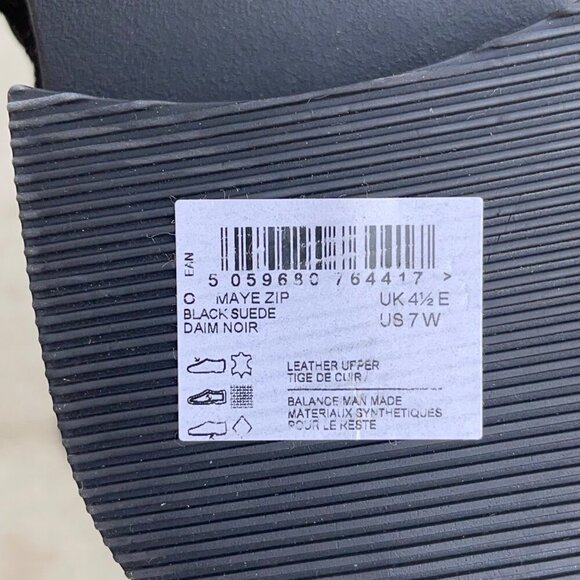 EAN
5 059680 764417 >
MAYE ZIP UK 4½ E
BLACK SUEDE US 7 W
DAIM NOIR
LEATHER UPPER
TIGE DE CUIR /
BALANCE MAN MADE
MATERIAUX SYNTHETIQUES
POUR LE RESTE